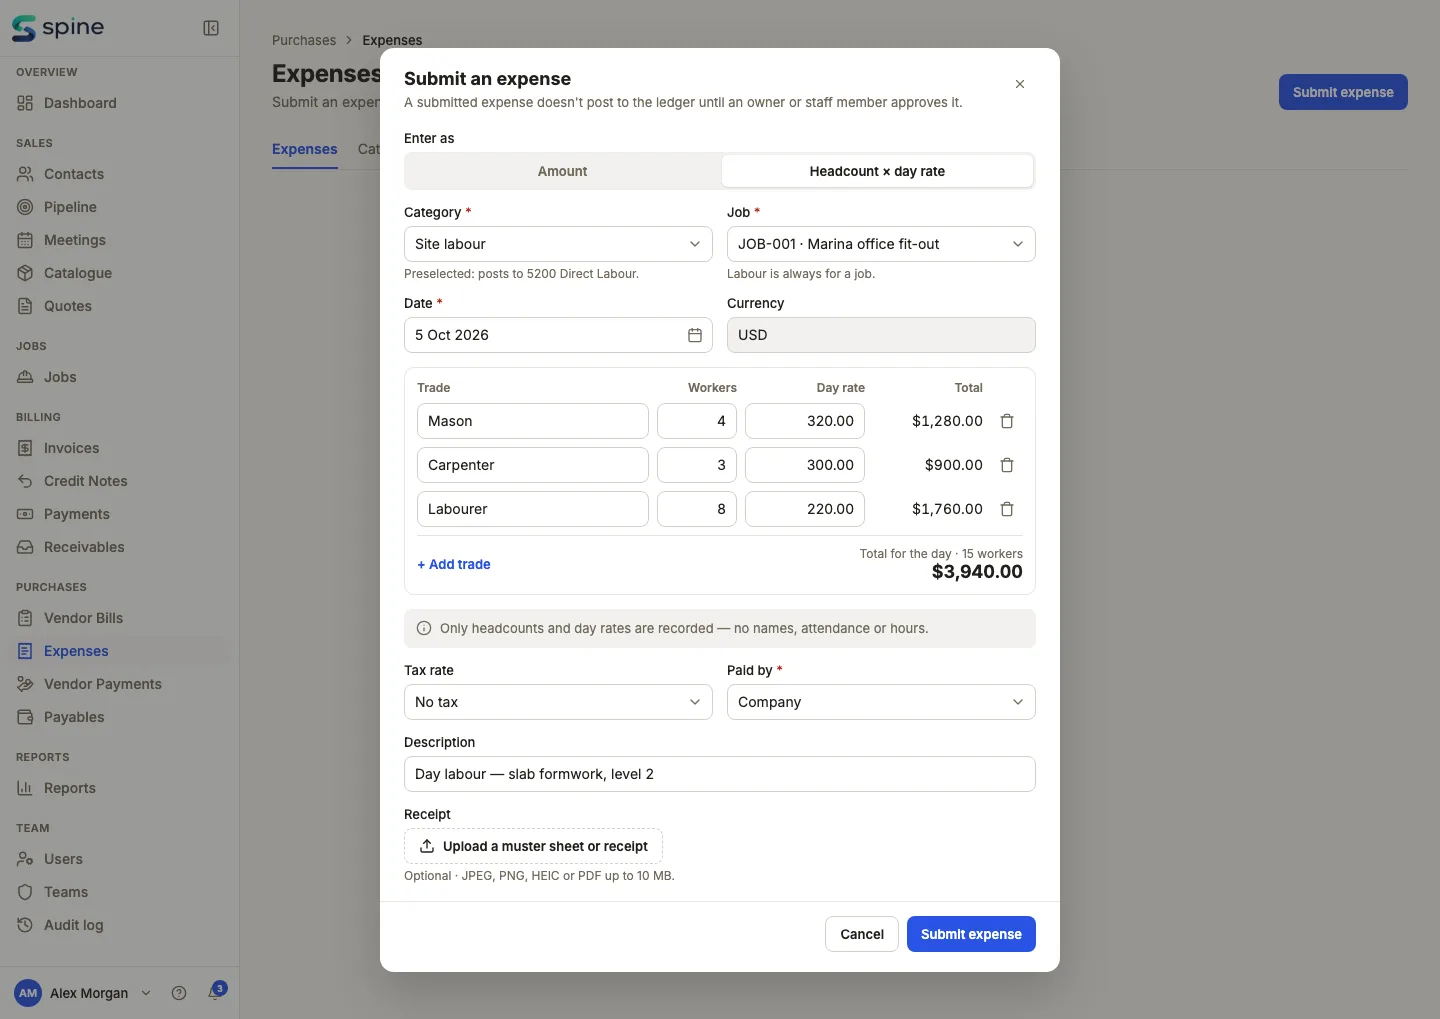 spine
OVERVIEW
Dashboard
SALES
Contacts
Pipeline
Meetings
Catalogue
Quotes
JOBS
Jobs
BILLING
Invoices
Credit Notes
Payments
Receivables
PURCHASES
Vendor Bills
Expenses
Vendor Payments
Payables
REPORTS
Reports
TEAM
Users
Teams
Audit log
AM Alex Morgan
3
Purchases > Expenses
Expenses
Submit an exper
Submit expense
Expenses Cat
Submit an expense
A submitted expense doesn't post to the ledger until an owner or staff member approves it.
Enter as
Amount Headcount × day rate
Category * Job *
Site labour JOB-001 · Marina office fit-out
Preselected: posts to 5200 Direct Labour. Labour is always for a job.
Date * Currency
5 Oct 2026 USD
Trade Workers Day rate Total
Mason 4 320.00 $1,280.00
Carpenter 3 300.00 $900.00
Labourer 8 220.00 $1,760.00
+ Add trade Total for the day · 15 workers
$3,940.00
Only headcounts and day rates are recorded — no names, attendance or hours.
Tax rate Paid by *
No tax Company
Description
Day labour — slab formwork, level 2
Receipt
Upload a muster sheet or receipt
Optional · JPEG, PNG, HEIC or PDF up to 10 MB.
Cancel Submit expense